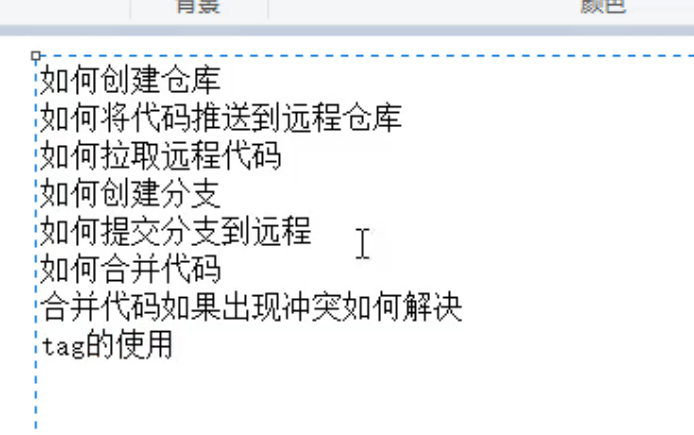 背景
颜色
如何创建仓库
如何将代码推送到远程仓库
如何拉取远程代码
如何创建分支
如何提交分支到远程
如何合并代码
合并代码如果出现冲突如何解决
tag的使用